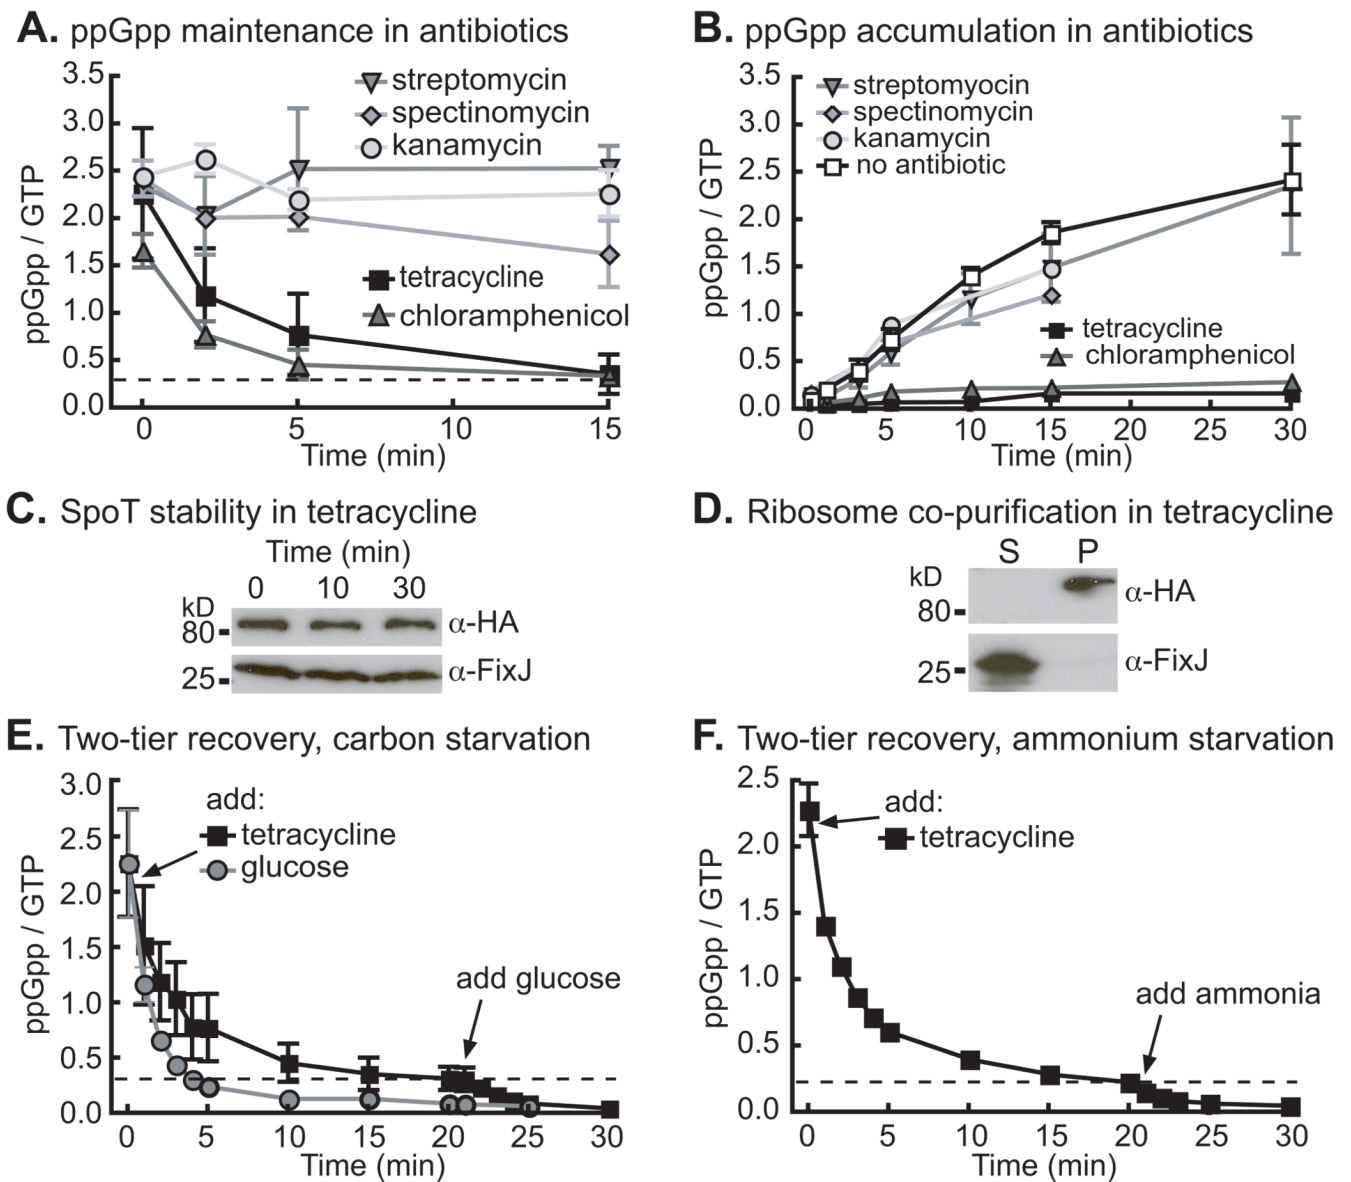 A. ppGpp maintenance in antibiotics
3.5
3.0
2.5
2.0
1.5
1.0
0.5
0.0
ppGpp / GTP
streptomycin
spectinomycin
kanamycin
tetracycline
chloramphenicol
0
5
10
15
Time (min)
B. ppGpp accumulation in antibiotics
3.5
3.0
2.5
2.0
1.5
1.0
0.5
0.0
ppGpp / GTP
streptomyocin
spectinomycin
kanamycin
no antibiotic
tetracycline
chloramphenicol
0
5
10
15
20
25
30
Time (min)
C. SpoT stability in tetracycline
Time (min)
0 10 30
kD
80
α-HA
25
α-FixJ
D. Ribosome co-purification in tetracycline
S P
kD
80
α-HA
25
α-FixJ
E. Two-tier recovery, carbon starvation
3.0
2.5
2.0
1.5
1.0
0.5
0.0
ppGpp / GTP
add:
tetracycline
glucose
add glucose
0
5
10
15
20
25
30
Time (min)
F. Two-tier recovery, ammonium starvation
2.5
2.0
1.5
1.0
0.5
0.0
ppGpp / GTP
add:
tetracycline
add ammonia
0
5
10
15
20
25
30
Time (min)